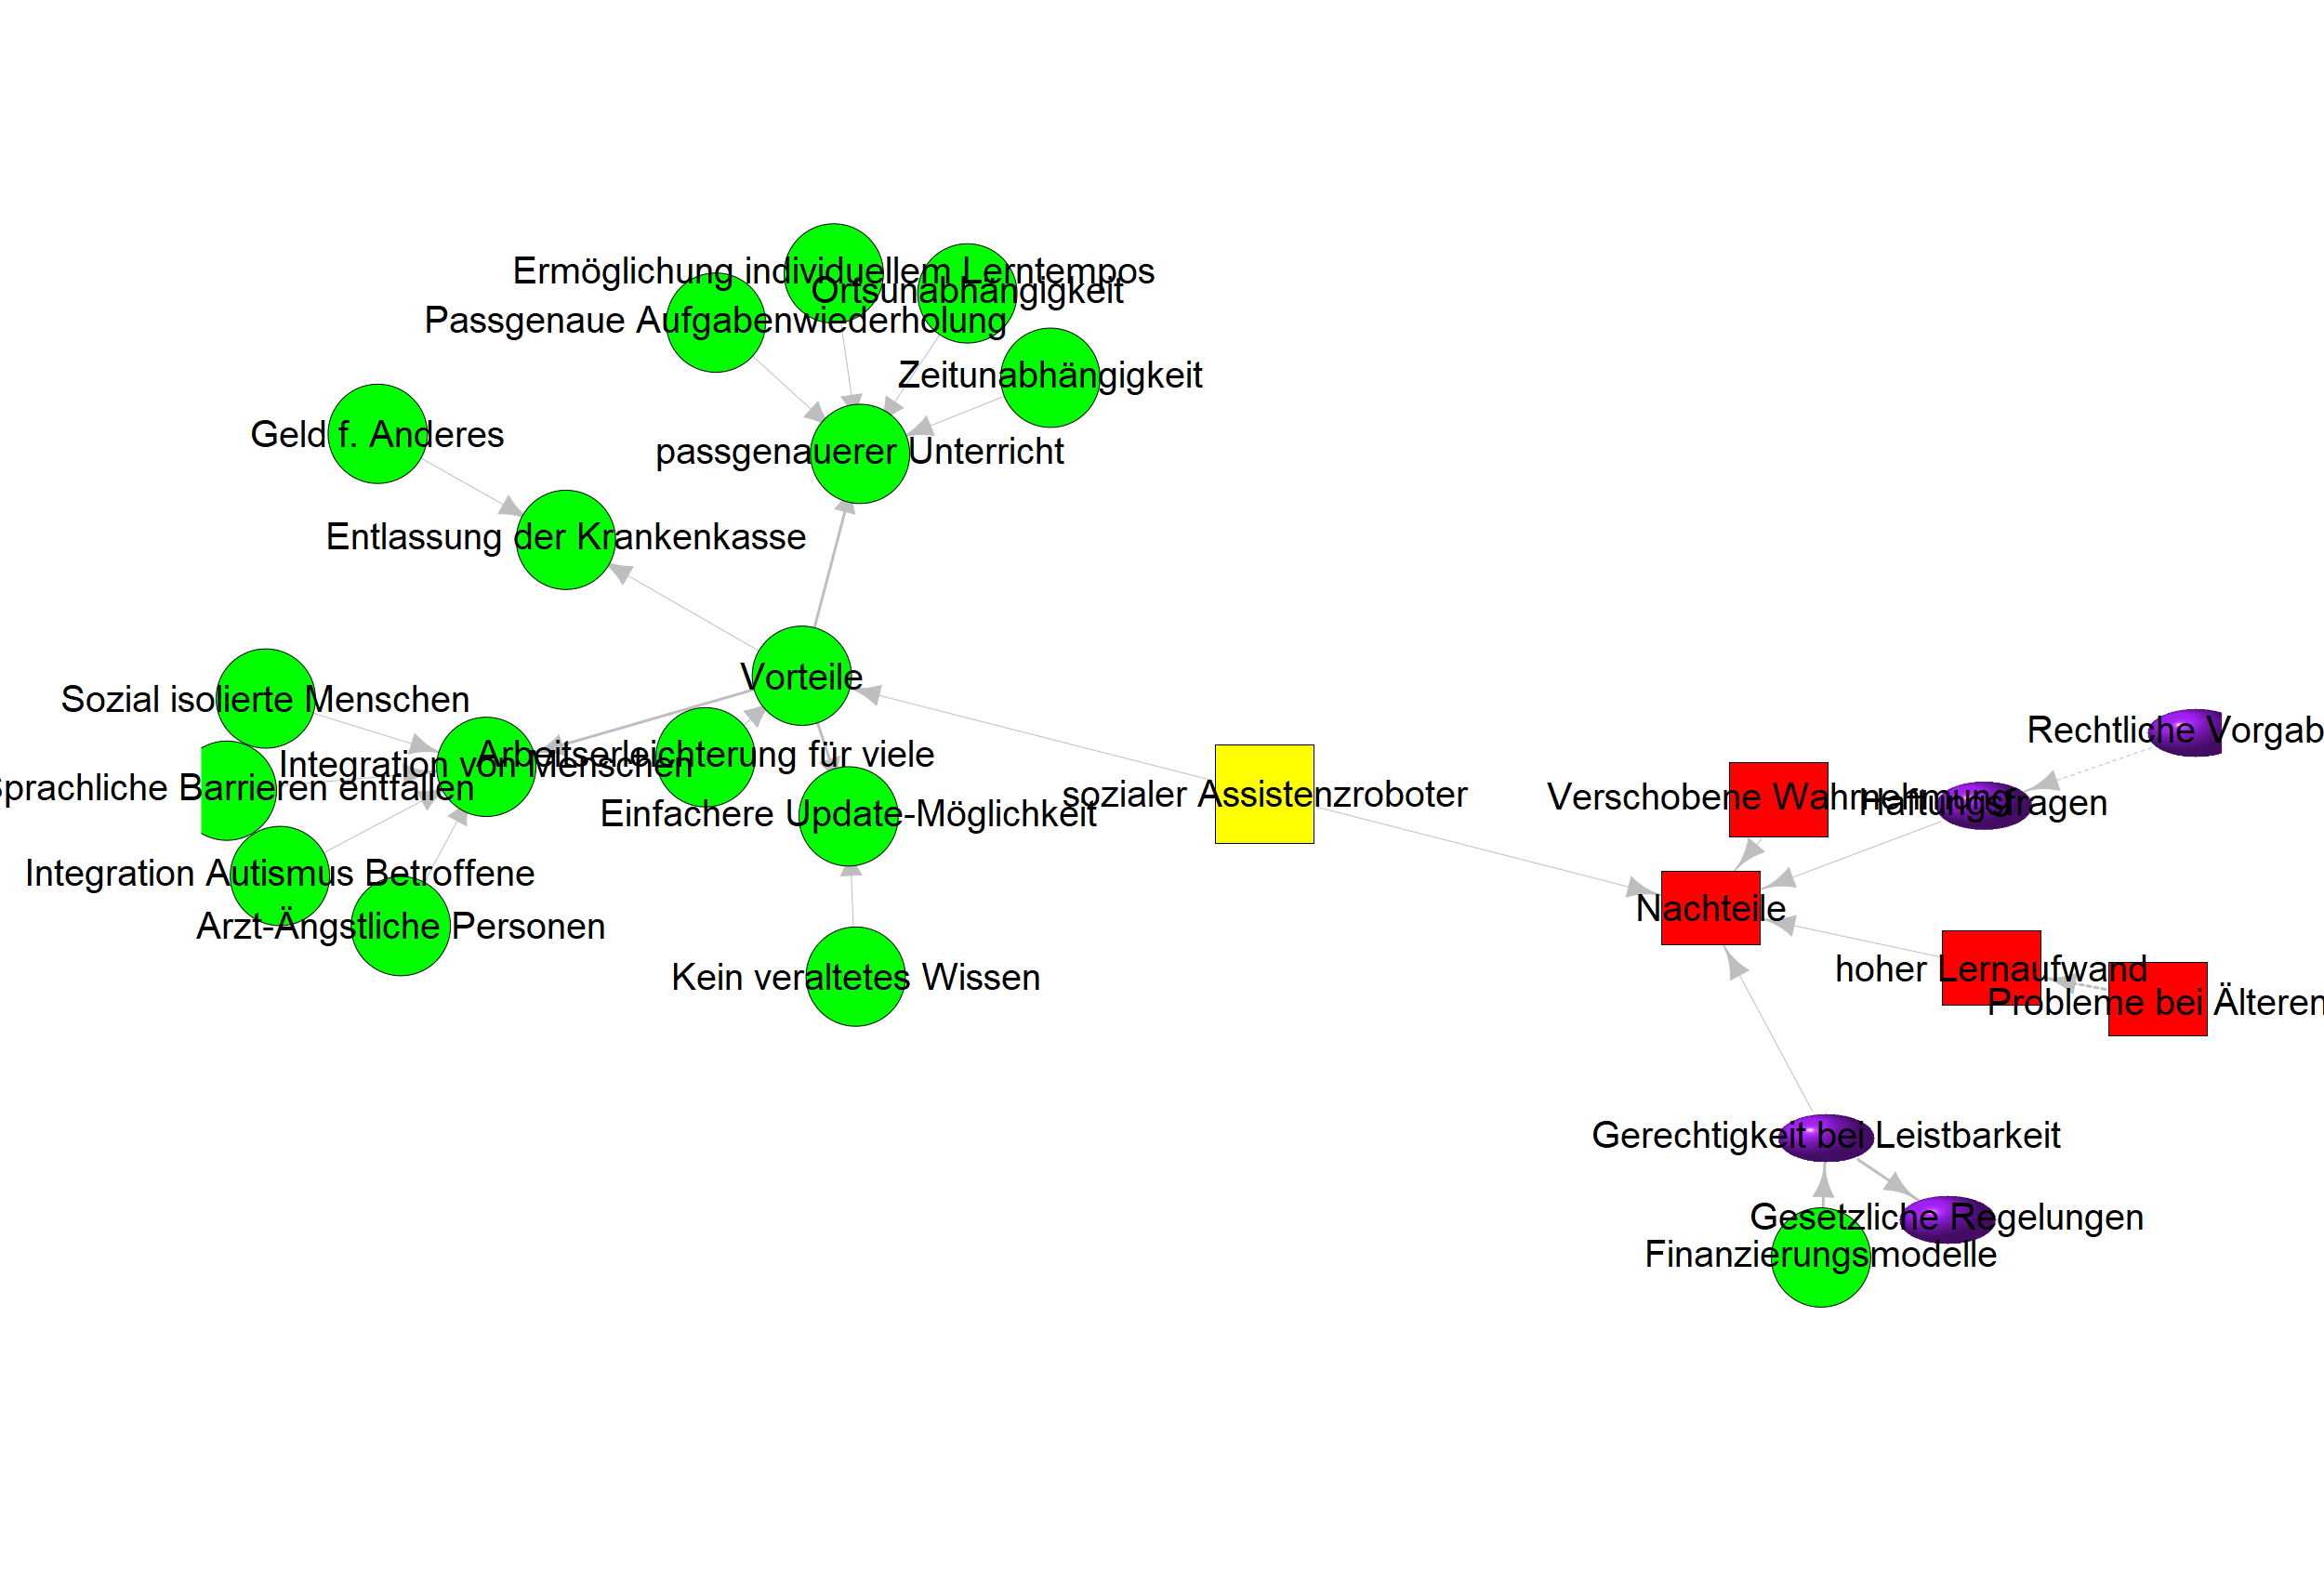 Ermöglichung individuellem Lerntempos
Ortsunabhängigkeit
Passgenaue Aufgabenwiederholung
Zeitunabhängigkeit
Geld f. Anderes
passgenauerer Unterricht
Entlassung der Krankenkasse
Vorteile
Sozial isolierte Menschen
Rechtliche Vorgab
Arbeitserleichterung für viele
Integration von Menschen
Sprachliche Barrieren entfallen
sozialer Assistenzroboter
Verschobene Wahrnehmung
Haftungsfragen
Einfachere Update-Möglichkeit
Integration Autismus Betroffene
Nachteile
Arzt-Ängstliche Personen
hoher Lernaufwand
Kein veraltetes Wissen
Probleme bei Älteren
Gerechtigkeit bei Leistbarkeit
Gesetzliche Regelungen
Finanzierungsmodelle